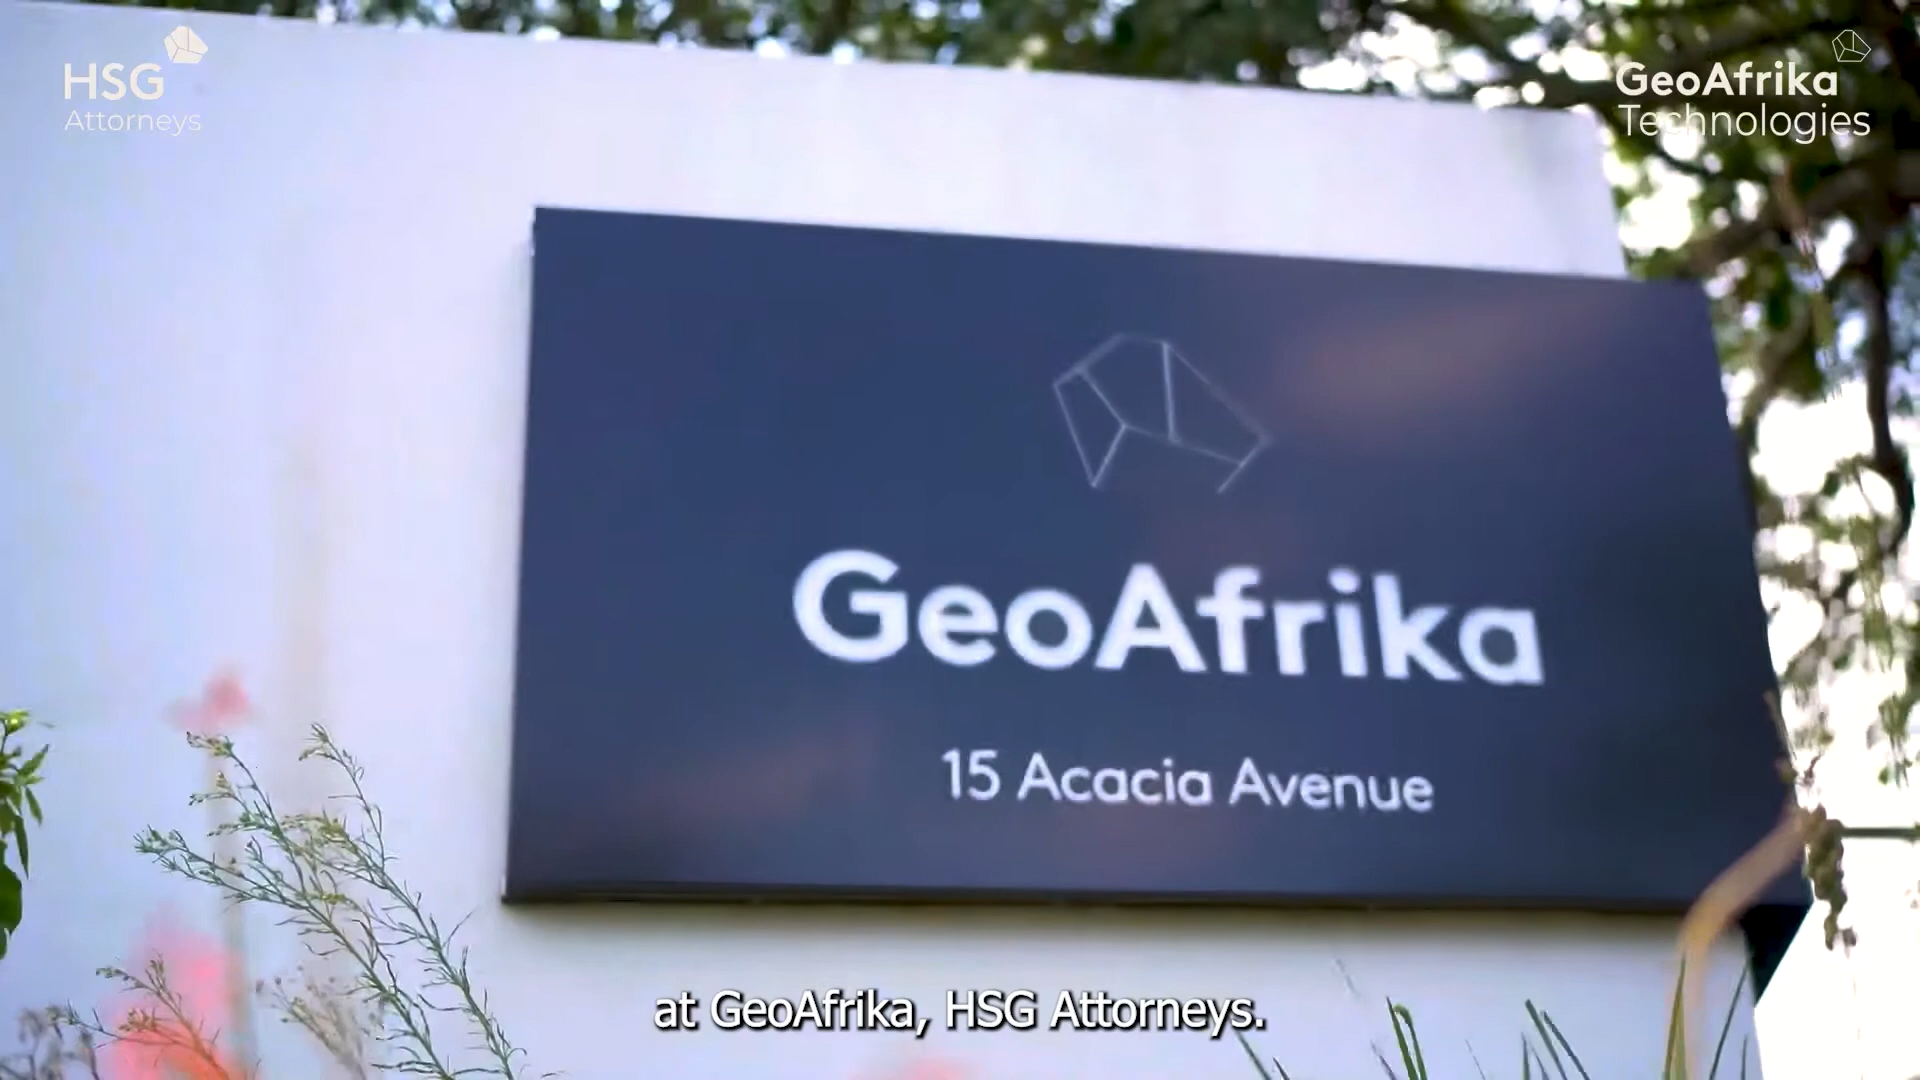 HSG
Attorneys
GeoAfrika
Technologies
GeoAfrika
15 Acacia Avenue
at GeoAfrika, HSG Attorneys.